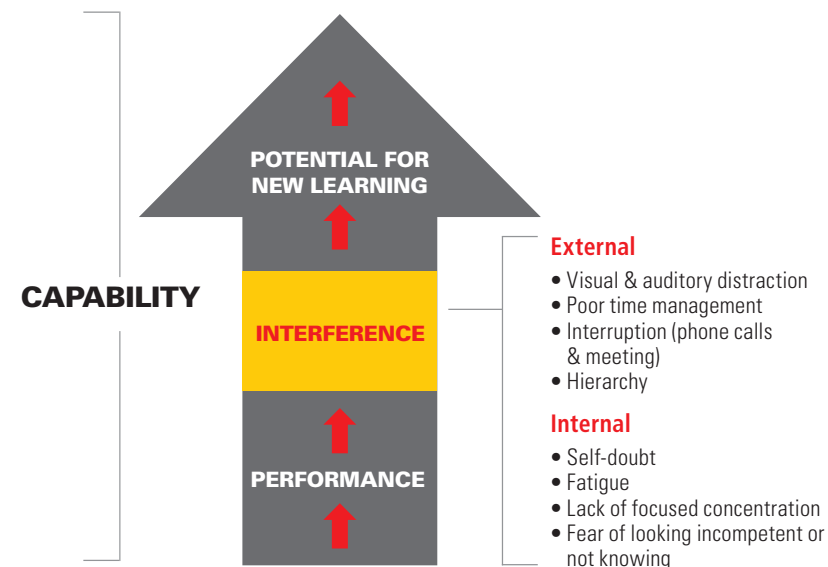 POTENTIAL FOR
NEW LEARNING
CAPABILITY
INTERFERENCE
PERFORMANCE
External
• Visual & auditory distraction
• Poor time management
• Interruption (phone calls
& meeting)
• Hierarchy
Internal
• Self-doubt
• Fatigue
• Lack of focused concentration
• Fear of looking incompetent or
not knowing